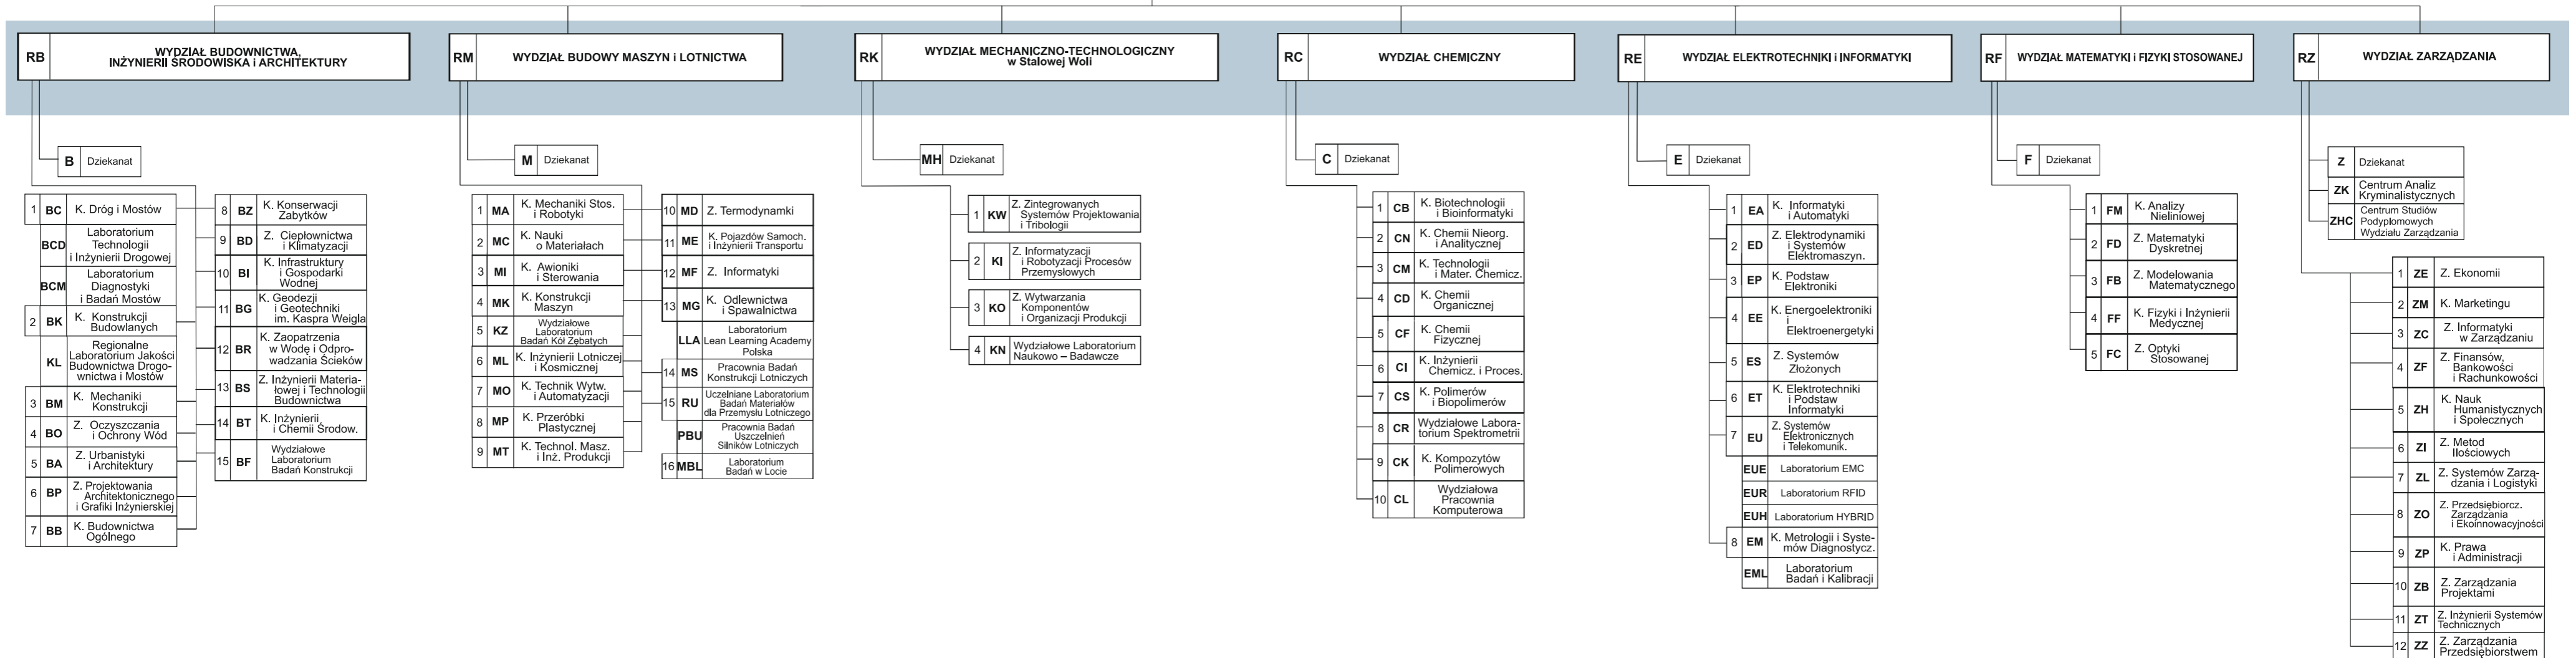 RB
WYDZIAŁ BUDOWNICTWA,
INŻYNIERII ŚRODOWISKA i ARCHITEKTURY
B Dziekanat
1 BC K. Dróg i Mostów
BCD Laboratorium
Technologii
i Inżynierii Drogowej
BCM Laboratorium
Diagnostyki
i Badań Mostów
2 BK K. Konstrukcji
Budowlanych
KL Regionalne
Laboratorium Jakości
Budownictwa Drogo-
wnictwa i Mostów
3 BM K. Mechaniki
Konstrukcji
4 BO Z. Oczyszczania
i Ochrony Wód
5 BA Z. Urbanistyki
i Architektury
6 BP Z. Projektowania
Architektonicznego
i Grafiki Inżynierskiej
7 BB K. Budownictwa
Ogólnego
8 BZ K. Konserwacji
Zabytków
9 BD Z. Ciepłownictwa
i Klimatyzacji
10 BI K. Infrastruktury
i Gospodarki
Wodnej
11 BG K. Geodezji
i Geotechniki
im. Kaspra Weigla
12 BR K. Zaopatrzenia
w Wodę i Odpro-
wadzania Ścieków
13 BS Z. Inżynierii Materia-
łowej i Technologii
Budownictwa
14 BT K. Inżynierii
i Chemii Środow.
15 BF Wydziałowe
Laboratorium
Badań Konstrukcji
RM WYDZIAŁ BUDOWY MASZYN i LOTNICTWA
M Dziekanat
1 MA K. Mechaniki Stos.
i Robotyki
2 MC K. Nauki
o Materiałach
3 MI K. Awioniki
i Sterowania
4 MK K. Konstrukcji
Maszyn
5 KZ Wydziałowe
Laboratorium
Badań Kół Zębatych
6 ML K. Inżynierii Lotniczej
i Kosmicznej
7 MO K. Technik Wytw.
i Automatyzacji
8 MP K. Przeróbki
Plastycznej
9 MT K. Technol. Masz.
i Inż. Produkcji
10 MD Z. Termodynamki
11 ME K. Pojazdów Samoch.
i Inżynierii Transportu
12 MF Z. Informatyki
13 MG K. Odlewnictwa
i Spawalnictwa
LLA Laboratorium
Lean Learning Academy
Polska
14 MS Pracownia Badań
Konstrukcji Lotniczych
15 RU Uczelniane Laboratorium
Badań Materiałów
dla Przemysłu Lotniczego
PBU Pracownia Badań
Uszczelnień
Silników Lotniczych
16 MBL Laboratorium
Badań w Locie
RK WYDZIAŁ MECHANICZNO-TECHNOLOGICZNY
w Stalowej Woli
MH Dziekanat
1 KW Z. Zintegrowanych
Systemów Projektowania
i Tribologii
2 KI Z. Informatyzacji
i Robotyzacji Procesów
Przemysłowych
3 KO Z. Wytwarzania
Komponentów
i Organizacji Produkcji
4 KN Wydziałowe Laboratorium
Naukowo – Badawcze
RC WYDZIAŁ CHEMICZNY
C Dziekanat
1 CB K. Biotechnologii
i Bioinformatyki
2 CN K. Chemii Nieorg.
i Analitycznej
3 CM K. Technologii
i Mater. Chemicz.
4 CD K. Chemii
Organicznej
5 CF K. Chemii
Fizycznej
6 CI K. Inżynierii
Chemicz. i Proces.
7 CS K. Polimerów
i Biopolimerów
8 CR Wydziałowe Labora-
torium Spektrometrii
9 CK K. Kompozytów
Polimerowych
10 CL Wydziałowa
Pracownia
Komputerowa
RE WYDZIAŁ ELEKTROTECHNIKI i INFORMATYKI
E Dziekanat
1 EA K. Informatyki
i Automatyki
2 ED Z. Elektrodynamiki
i Systemów
Elektromaszyn.
3 EP K. Podstaw
Elektroniki
4 EE K. Energoelektroniki
i
Elektroenergetyki
5 ES Z. Systemów
Złożonych
6 ET K. Elektrotechniki
i Podstaw
Informatyki
7 EU Z. Systemów
Elektronicznych
i Telekomunik.
EUE Laboratorium EMC
EUR Laboratorium RFID
EUH Laboratorium HYBRID
8 EM K. Metrologii i Syste-
mów Diagnostycz.
EML Laboratorium
Badań i Kalibracji
RF WYDZIAŁ MATEMATYKI i FIZYKI STOSOWANEJ
F Dziekanat
1 FM K. Analizy
Nieliniowej
2 FD Z. Matematyki
Dyskretnej
3 FB Z. Modelowania
Matematycznego
4 FF K. Fizyki i Inżynierii
Medycznej
5 FC Z. Optyki
Stosowanej
RZ WYDZIAŁ ZARZĄDZANIA
Z Dziekanat
ZK Centrum Analiz
Kryminalistycznych
ZHC Centrum Studiów
Podyplomowych
Wydziału Zarządzania
1 ZE Z. Ekonomii
2 ZM K. Marketingu
3 ZC Z. Informatyki
w Zarządzaniu
4 ZF Z. Finansów,
Bankowości
i Rachunkowości
5 ZH K. Nauk
Humanistycznych
i Społecznych
6 ZI Z. Metod
Ilościowych
7 ZL Z. Systemów Zarzą-
dzania i Logistyki
8 ZO Z. Przedsiębiorcz.
Zarządzania
i Ekoinnowacyjności
9 ZP K. Prawa
i Administracji
10 ZB Z. Zarządzania
Projektami
11 ZT Z. Inżynierii Systemów
Technicznych
12 ZZ Z. Zarządzania
Przedsiębiorstwem